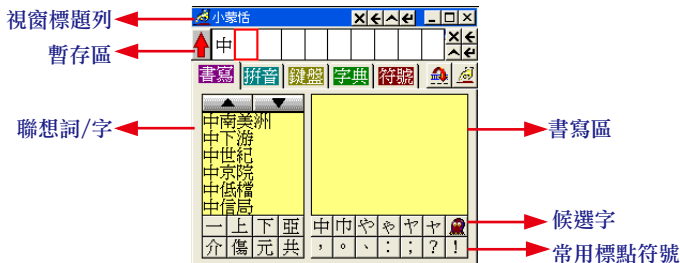 視窗標題列
小蒙恬
暫存區
中
書寫 拼音 鍵盤 字典 符號
聯想詞/字
中南美洲
中下游
中世紀
中京院
中低檔
中信局
書寫區
一 上 下 亞 中 巾 や ゃ ヤ ャ
候選字
介 傷 元 共 , 。 、 : ; ? !
常用標點符號